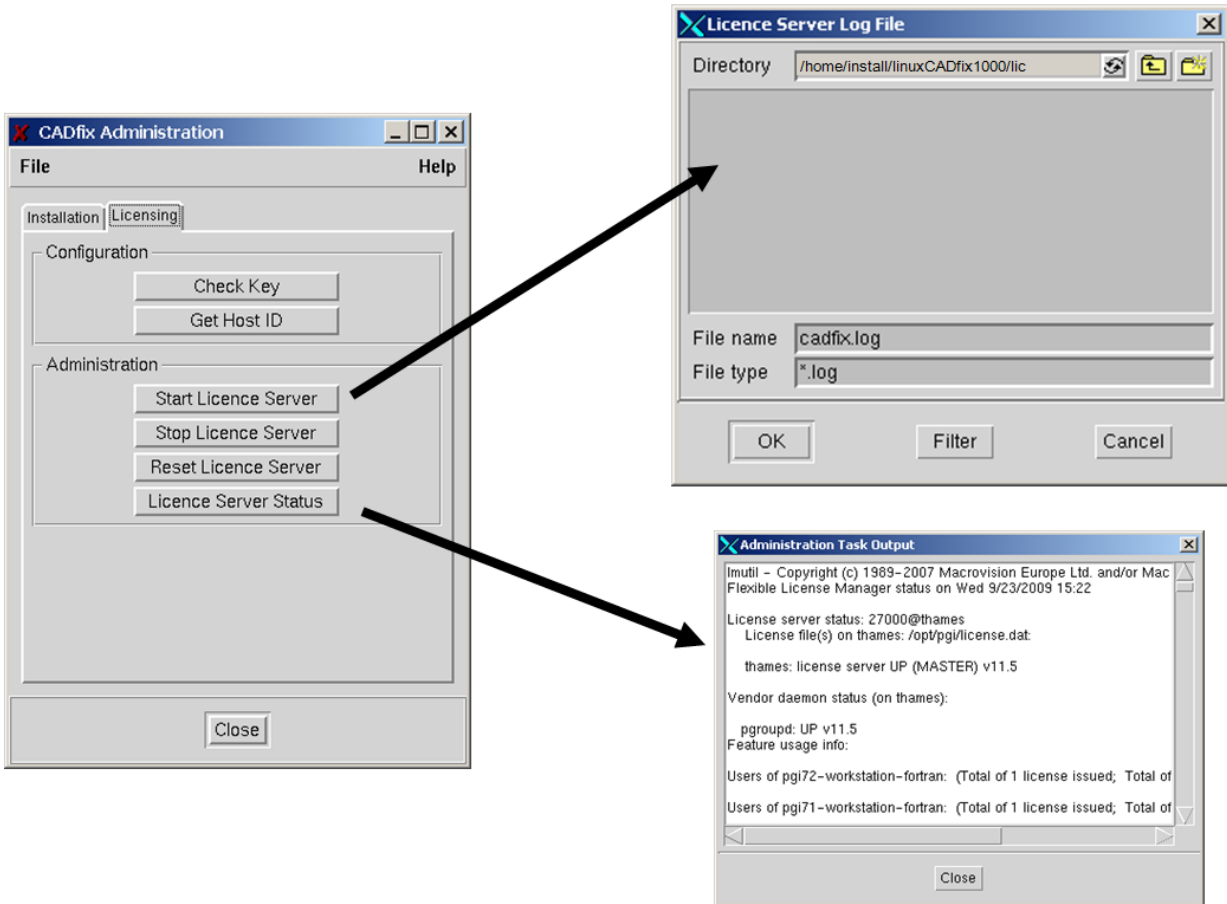 CADfix Administration
File Help
Installation Licensing
Configuration
Check Key
Get Host ID
Administration
Start Licence Server
Stop Licence Server
Reset Licence Server
Licence Server Status
Close
Licence Server Log File
Directory /home/install/linuxCADfix1000/lic
File name cadfix.log
File type *.log
OK Filter Cancel
Administration Task Output
lmutil - Copyright (c) 1989-2007 Macrovision Europe Ltd. and/or Mac
Flexible License Manager status on Wed 9/23/2009 15:22
License server status: 27000@thames
License file(s) on thames: /opt/pgi/license.dat:
thames: license server UP (MASTER) v11.5
Vendor daemon status (on thames):
pgroupd: UP v11.5
Feature usage info:
Users of pgi72-workstation-fortran: (Total of 1 license issued; Total of
Users of pgi71-workstation-fortran: (Total of 1 license issued; Total of
Close